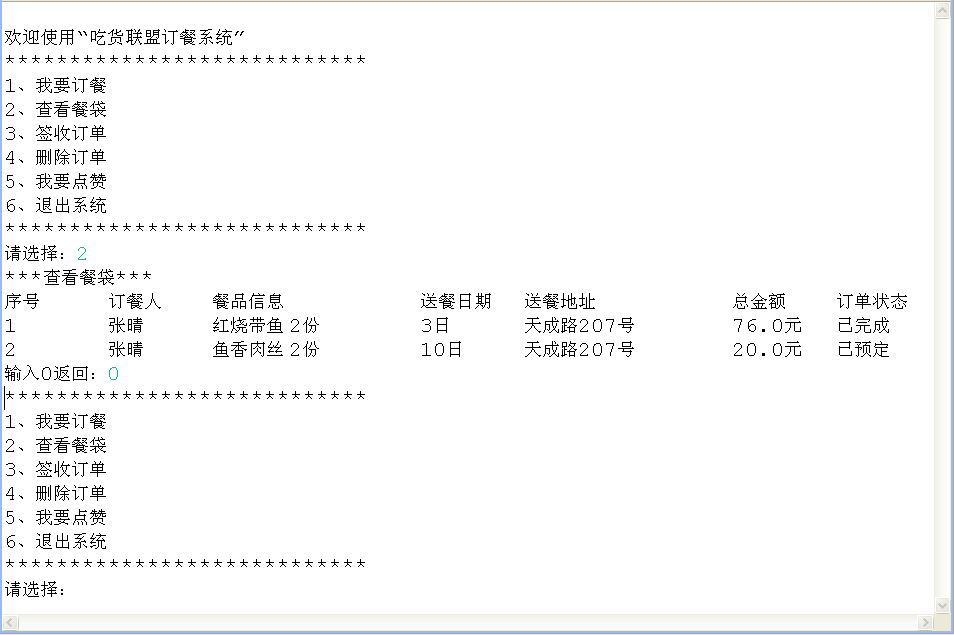 欢迎使用“吃货联盟订餐系统”
****************************
1、我要订餐
2、查看餐袋
3、签收订单
4、删除订单
5、我要点赞
6、退出系统
****************************
请选择：2
***查看餐袋***
序号 订餐人 餐品信息 送餐日期 送餐地址 总金额 订单状态
1 张晴 红烧带鱼 2份 3日 天成路207号 76.0元 已完成
2 张晴 鱼香肉丝 2份 10日 天成路207号 20.0元 已预定
输入0返回：0
****************************
1、我要订餐
2、查看餐袋
3、签收订单
4、删除订单
5、我要点赞
6、退出系统
****************************
请选择：